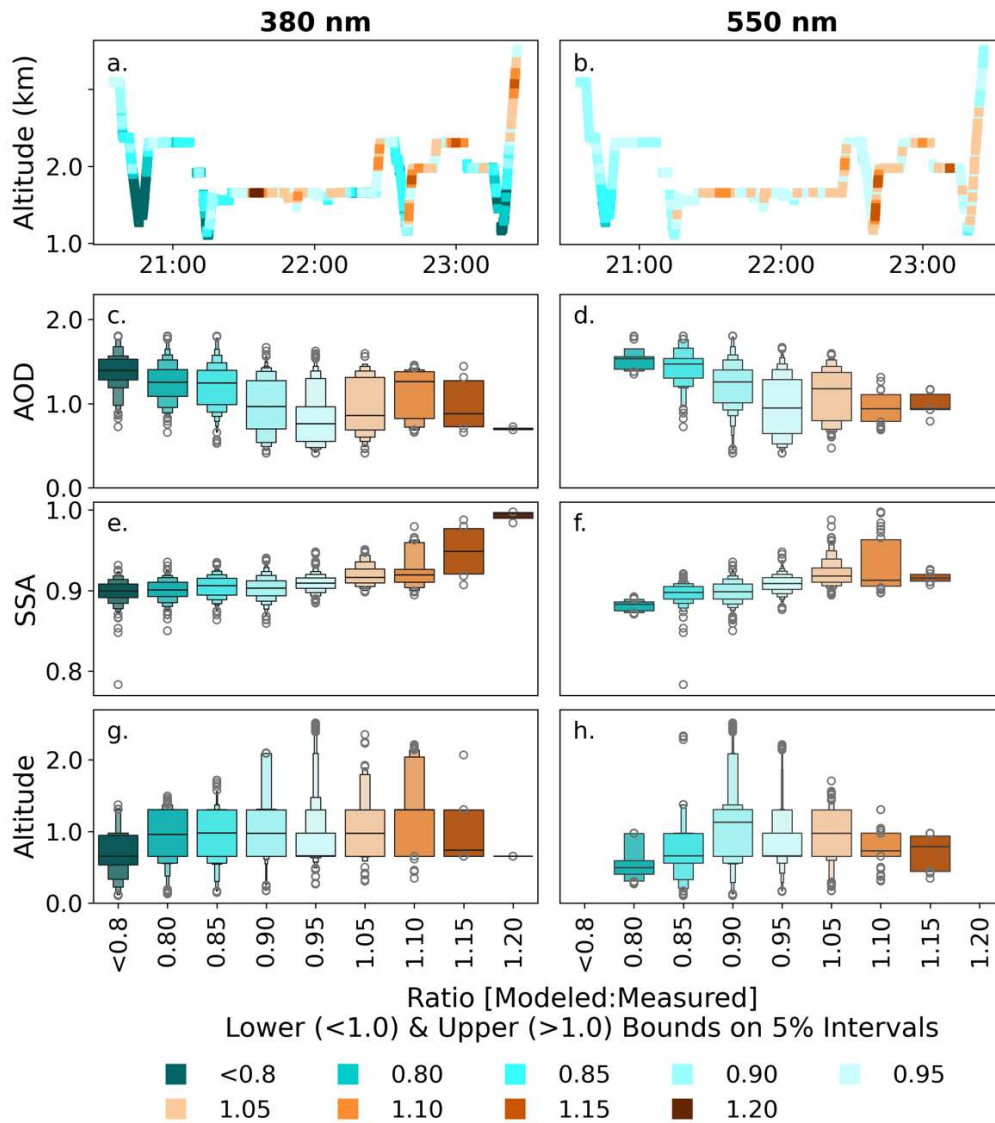 380 nm
550 nm
a.
b.
Altitude (km)
2.0
1.0
21:00
22:00
23:00
21:00
22:00
23:00
c.
d.
AOD
2.0
1.0
0.0
e.
f.
SSA
1.0
0.9
0.8
g.
h.
Altitude
2.0
1.0
0.0
<0.8
0.80
0.85
0.90
0.95
1.05
1.10
1.15
1.20
<0.8
0.80
0.85
0.90
0.95
1.05
1.10
1.15
1.20
Ratio [Modeled:Measured]
Lower (<1.0) & Upper (>1.0) Bounds on 5% Intervals
<0.8 0.80 0.85 0.90 0.95
1.05 1.10 1.15 1.20